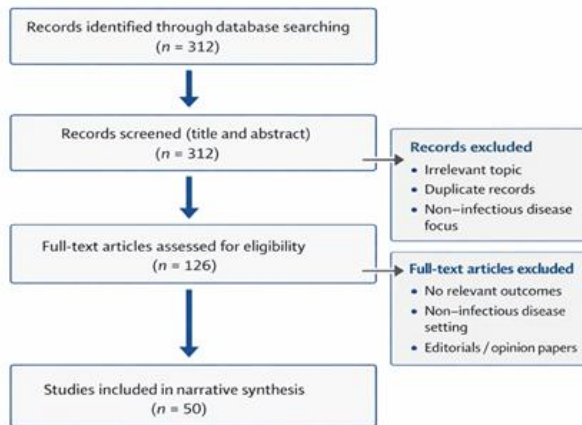 Records identified through database searching
(n = 312)
Records screened (title and abstract)
(n = 312)
Records excluded
• Irrelevant topic
• Duplicate records
• Non–infectious disease
focus
Full-text articles assessed for eligibility
(n = 126)
Full-text articles excluded
• No relevant outcomes
• Non–infectious disease
setting
• Editorials / opinion papers
Studies included in narrative synthesis
(n = 50)